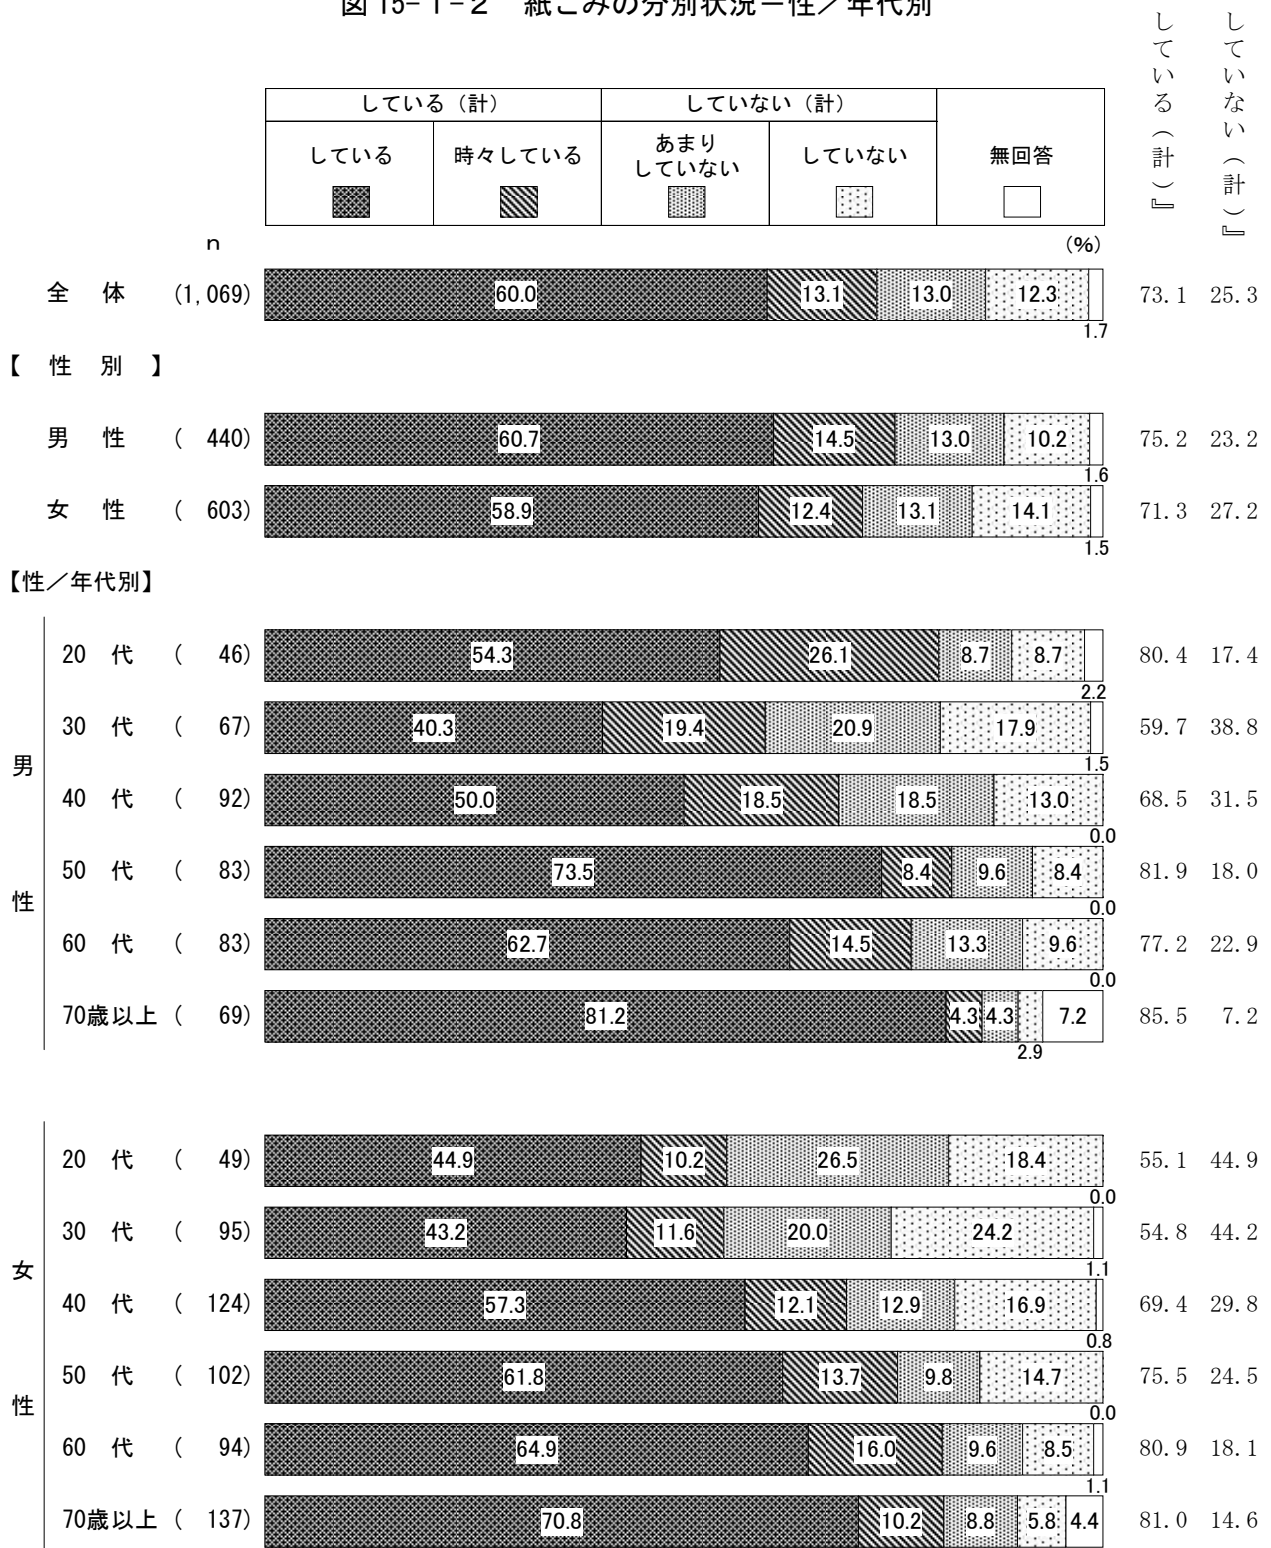 図 15-1-2　紙ごみの分別状況－性／年代別
している（計）』
していない（計）』
している（計）　していない（計）
している　時々している　あまりしていない　していない　無回答
n　(%)
全　体　(1,069)　60.0　13.1　13.0　12.3　1.7　73.1　25.3
【　性　別　】
男　性　(　440)　60.7　14.5　13.0　10.2　1.6　75.2　23.2
女　性　(　603)　58.9　12.4　13.1　14.1　1.5　71.3　27.2
【性／年代別】
男　性
20　代　(　46)　54.3　26.1　8.7　8.7　2.2　80.4　17.4
30　代　(　67)　40.3　19.4　20.9　17.9　1.5　59.7　38.8
40　代　(　92)　50.0　18.5　18.5　13.0　0.0　68.5　31.5
50　代　(　83)　73.5　8.4　9.6　8.4　0.0　81.9　18.0
60　代　(　83)　62.7　14.5　13.3　9.6　0.0　77.2　22.9
70歳以上　(　69)　81.2　4.3　4.3　2.9　7.2　85.5　7.2
女　性
20　代　(　49)　44.9　10.2　26.5　18.4　0.0　55.1　44.9
30　代　(　95)　43.2　11.6　20.0　24.2　1.1　54.8　44.2
40　代　(　124)　57.3　12.1　12.9　16.9　0.8　69.4　29.8
50　代　(　102)　61.8　13.7　9.8　14.7　0.0　75.5　24.5
60　代　(　94)　64.9　16.0　9.6　8.5　1.1　80.9　18.1
70歳以上　(　137)　70.8　10.2　8.8　5.8　4.4　81.0　14.6